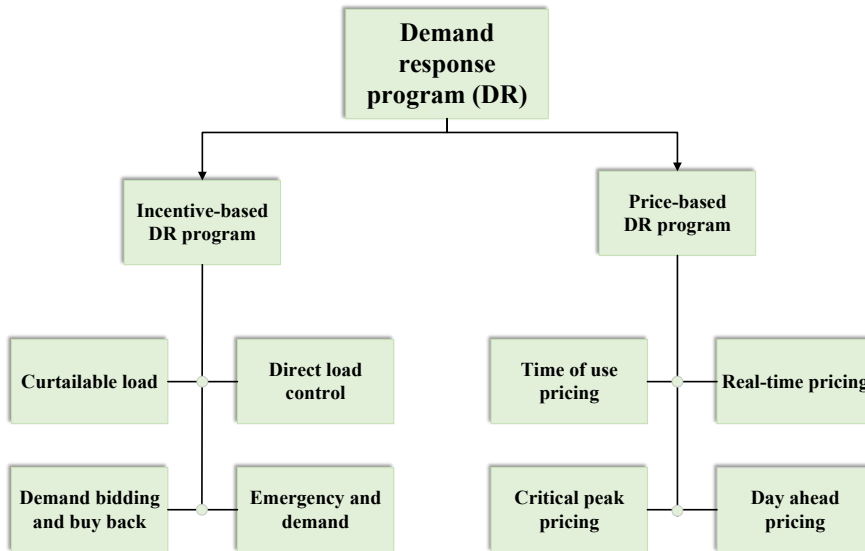 Demand
response
program (DR)
Incentive-based
DR program
Price-based
DR program
Curtailable load
Direct load
control
Time of use
pricing
Real-time pricing
Demand bidding
and buy back
Emergency and
demand
Critical peak
pricing
Day ahead
pricing